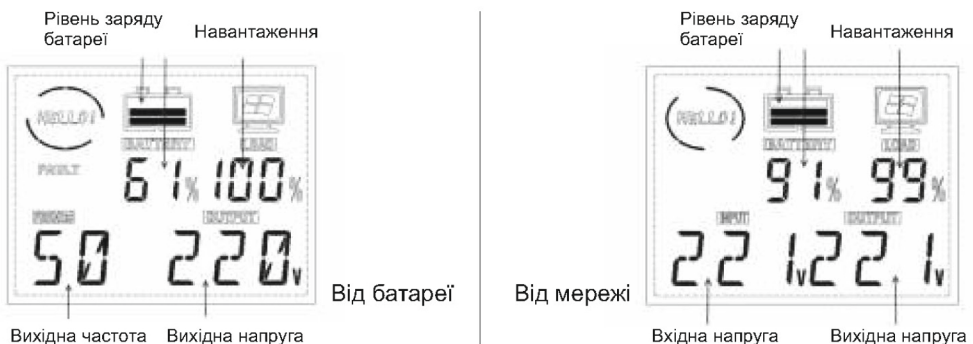 Рівень заряду
батареї
Навантаження
HELLO!
BATTERY
LOAD
FAULT
61% 100%
OUTPUT
50 220v
Від батареї
Вихідна частота Вихідна напруга
Рівень заряду
батареї
Навантаження
HELLO!
BATTERY
LOAD
91% 99%
INPUT OUTPUT
221v 221v
Від мережі
Вхідна напруга Вихідна напруга